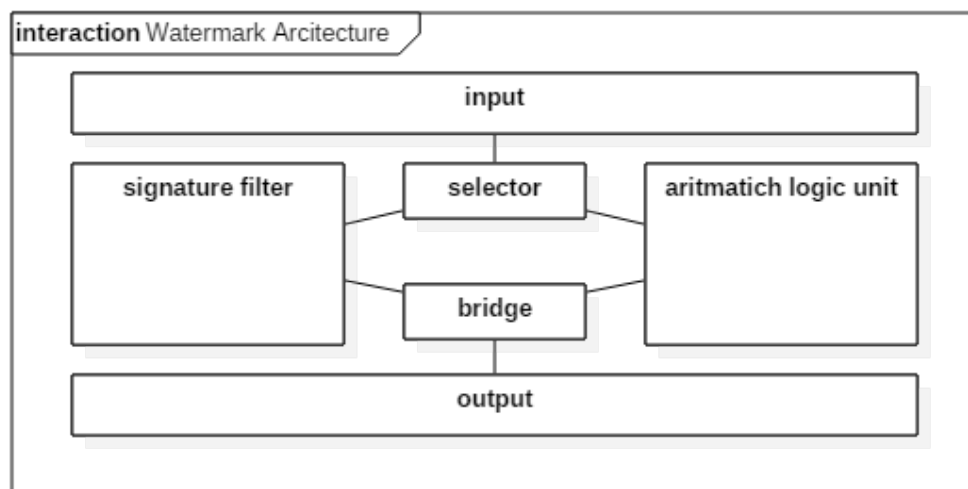 interaction Watermark Arcitecture
input
signature filter
selector
aritmatich logic unit
bridge
output